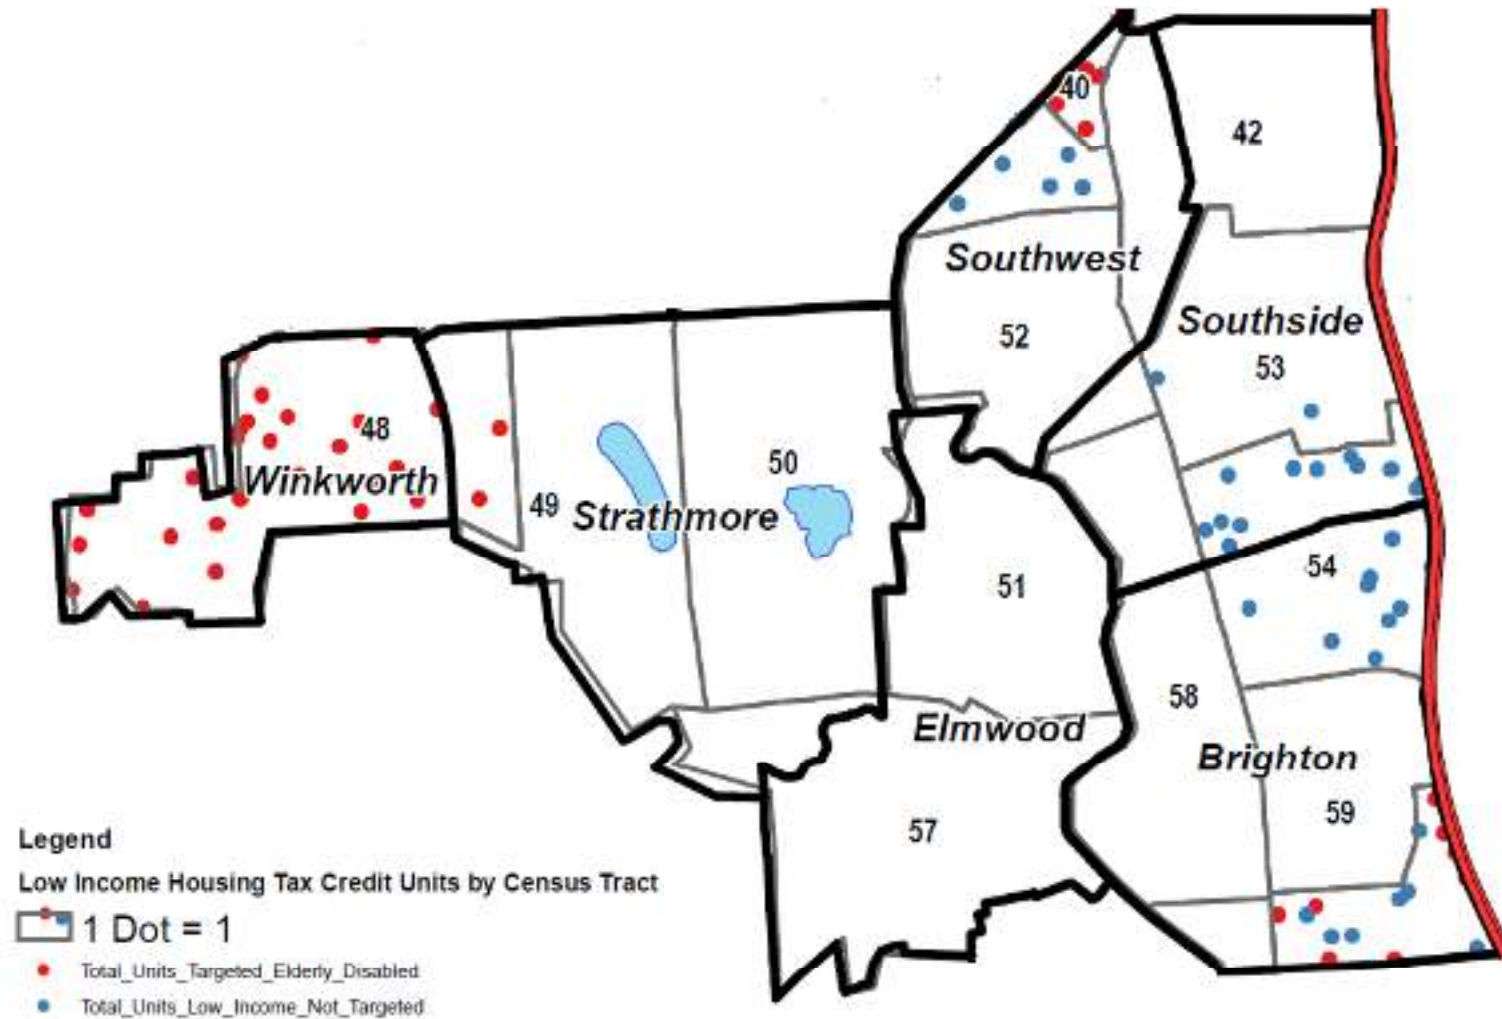 40
42
Southwest
52
Southside
53
48
Winkworth
50
49
Strathmore
51
54
58
Elmwood
Brighton
59
57
Legend
Low Income Housing Tax Credit Units by Census Tract
1 Dot = 1
Total_Units_Targeted_Elderly_Disabled
Total_Units_Low_Income_Not_Targeted